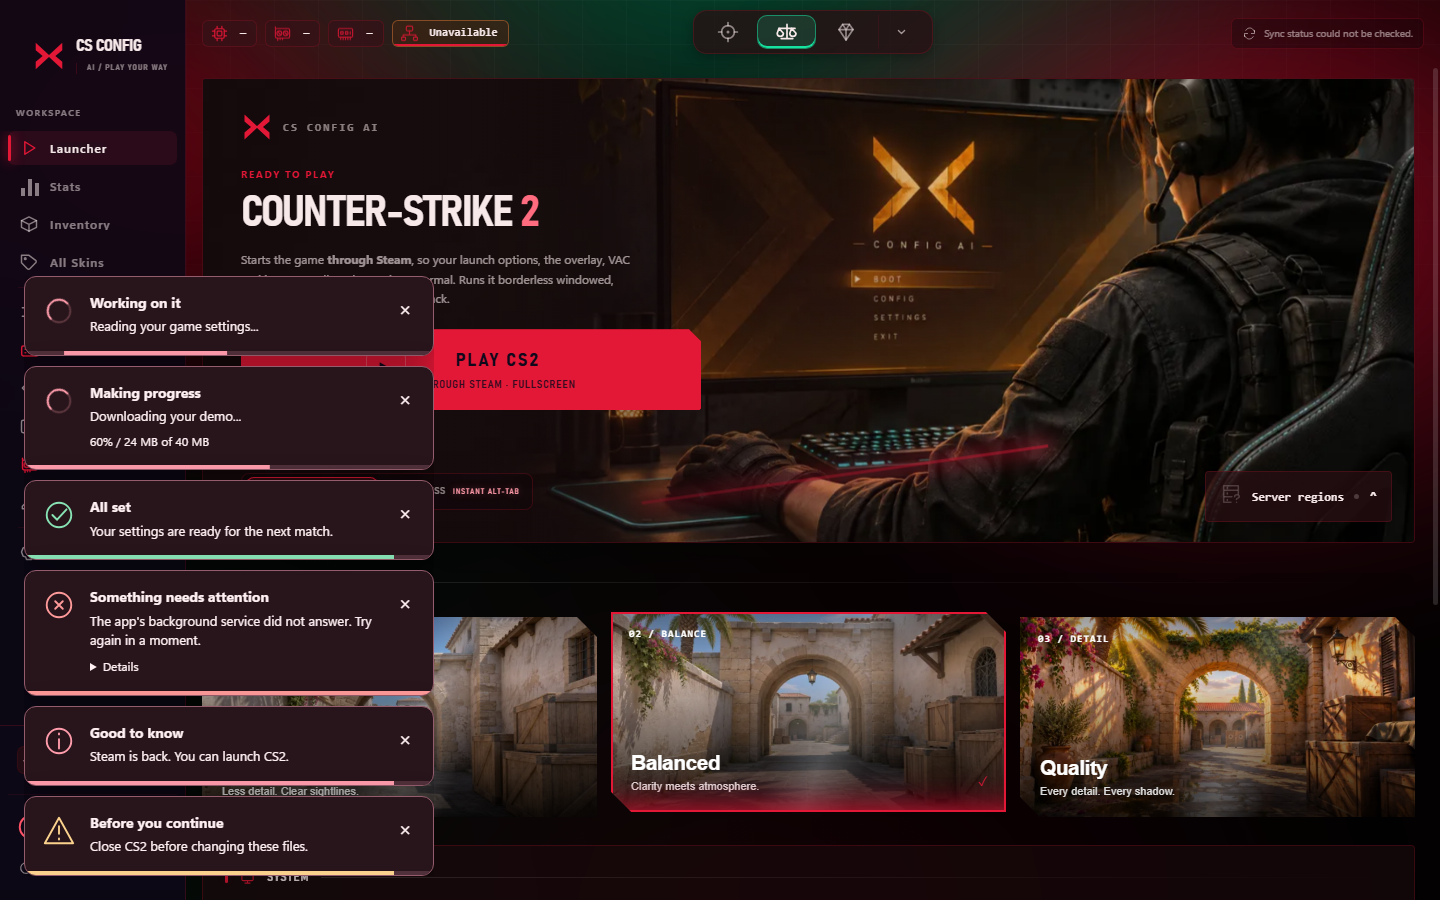 CS CONFIG
AI / PLAY YOUR WAY
WORKSPACE
Launcher
Stats
Inventory
All Skins
–
–
–
Unavailable
Sync status could not be checked.
CS CONFIG AI
READY TO PLAY
COUNTER-STRIKE 2
Starts the game through Steam, so your launch options, the overlay, VAC
Runs it borderless windowed,
PLAY CS2
STEAM · FULLSCREEN
INSTANT ALT-TAB
CONFIG AI
BOOT
CONFIG
SETTINGS
EXIT
Server regions
Working on it
Reading your game settings...
Making progress
Downloading your demo...
60% / 24 MB of 40 MB
All set
Your settings are ready for the next match.
Something needs attention
The app's background service did not answer. Try
again in a moment.
Details
Good to know
Steam is back. You can launch CS2.
Before you continue
Close CS2 before changing these files.
Less detail. Clear sightlines.
02 / BALANCE
Balanced
Clarity meets atmosphere.
03 / DETAIL
Quality
Every detail. Every shadow.
SYSTEM